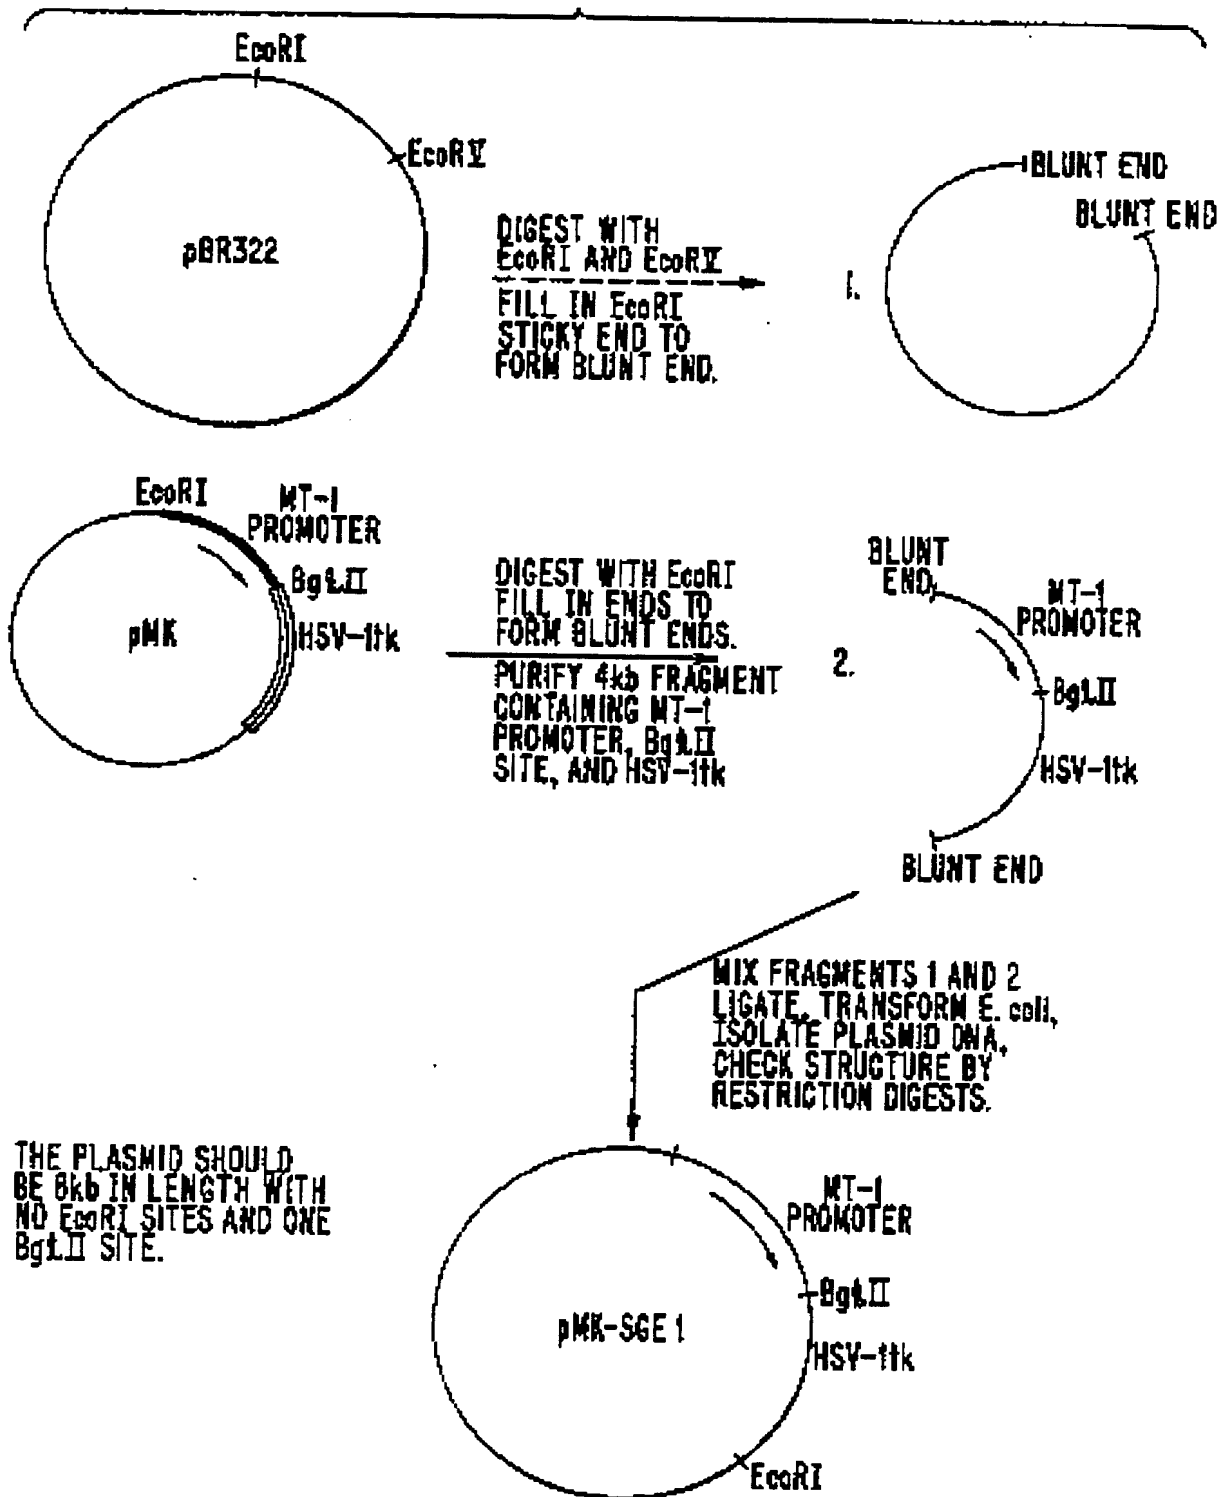 EcoRI
EcoRV
pBR322
DIGEST WITH
EcoRI AND EcoRV
FILL IN EcoRI
STICKY END TO
FORM BLUNT END.
1.
BLUNT END
BLUNT END
EcoRI
MT-1
PROMOTER
BglII
HSV-1tk
pMK
DIGEST WITH EcoRI
FILL IN ENDS TO
FORM BLUNT ENDS.
PURIFY 4kb FRAGMENT
CONTAINING MT-1
PROMOTER, BglII
SITE, AND HSV-1tk
2.
BLUNT
END
MT-1
PROMOTER
BglII
HSV-1tk
BLUNT END
MIX FRAGMENTS 1 AND 2
LIGATE, TRANSFORM E. coli,
ISOLATE PLASMID DNA,
CHECK STRUCTURE BY
RESTRICTION DIGESTS.
THE PLASMID SHOULD
BE 8kb IN LENGTH WITH
NO EcoRI SITES AND ONE
BglII SITE.
MT-1
PROMOTER
BglII
pMK-SGE1
HSV-1tk
EcoRI